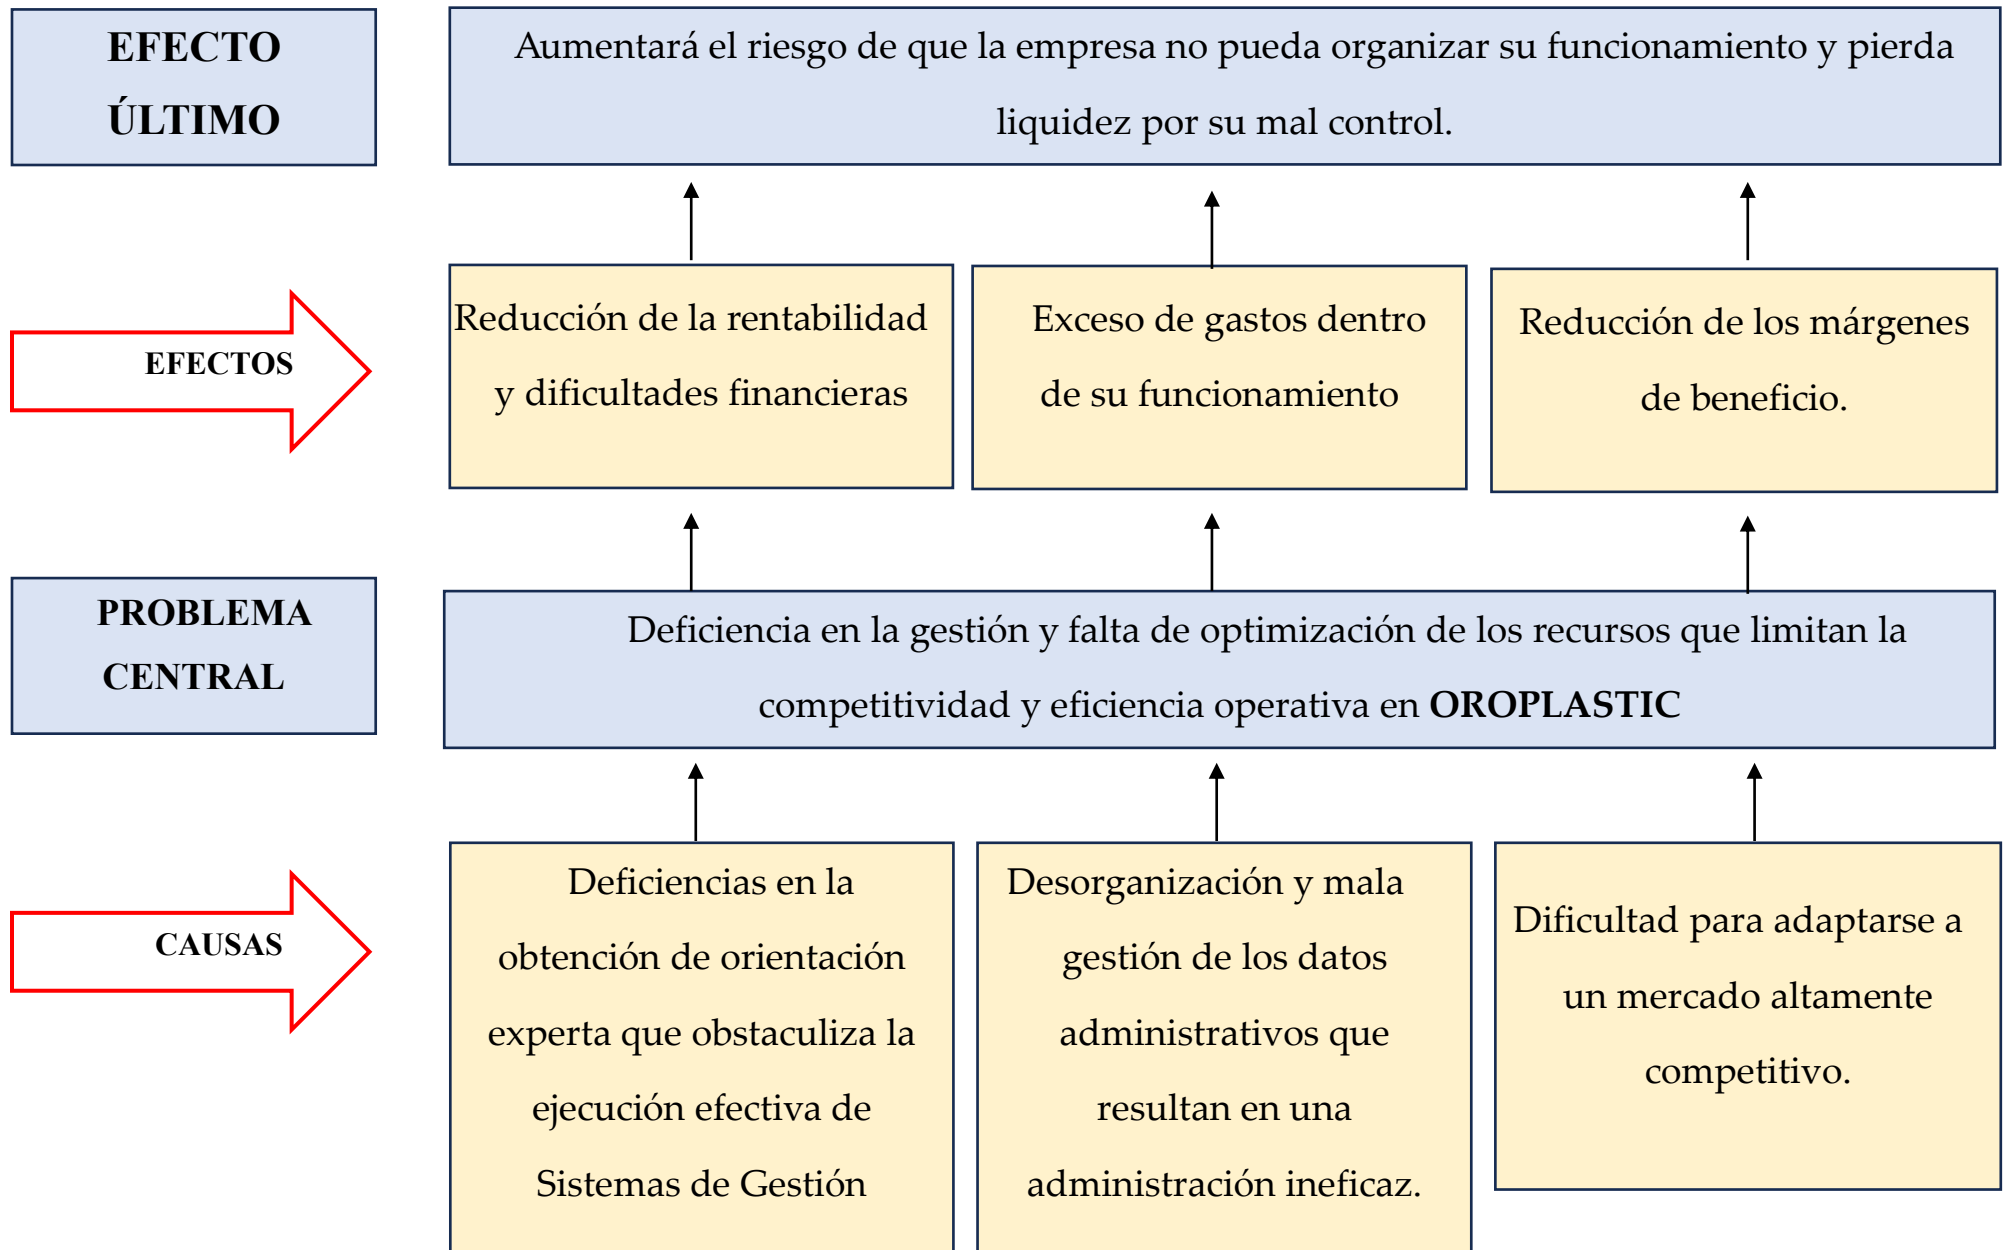 EFECTO
ÚLTIMO
Aumentará el riesgo de que la empresa no pueda organizar su funcionamiento y pierda
liquidez por su mal control.
EFECTOS
Reducción de la rentabilidad
y dificultades financieras
Exceso de gastos dentro
de su funcionamiento
Reducción de los márgenes
de beneficio.
PROBLEMA
CENTRAL
Deficiencia en la gestión y falta de optimización de los recursos que limitan la
competitividad y eficiencia operativa en OROPLASTIC
CAUSAS
Deficiencias en la
obtención de orientación
experta que obstaculiza la
ejecución efectiva de
Sistemas de Gestión
Desorganización y mala
gestión de los datos
administrativos que
resultan en una
administración ineficaz.
Dificultad para adaptarse a
un mercado altamente
competitivo.